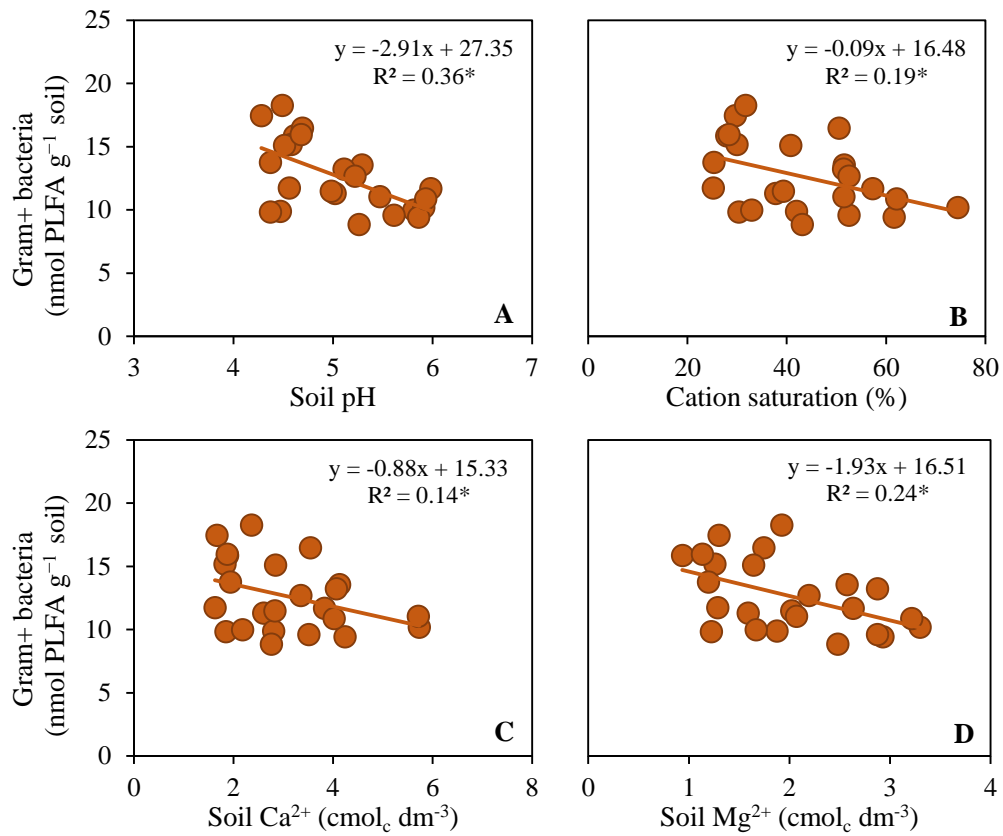 Gram+ bacteria
(nmol PLFA g⁻¹ soil)
25
20
15
10
5
0
y = -2.91x + 27.35
R² = 0.36*
A
3 4 5 6 7
Soil pH
y = -0.09x + 16.48
R² = 0.19*
B
0 20 40 60 80
Cation saturation (%)
Gram+ bacteria
(nmol PLFA g⁻¹ soil)
25
20
15
10
5
0
y = -0.88x + 15.33
R² = 0.14*
C
0 2 4 6 8
Soil Ca²⁺ (cmol꜀ dm⁻³)
y = -1.93x + 16.51
R² = 0.24*
D
0 1 2 3 4
Soil Mg²⁺ (cmol꜀ dm⁻³)